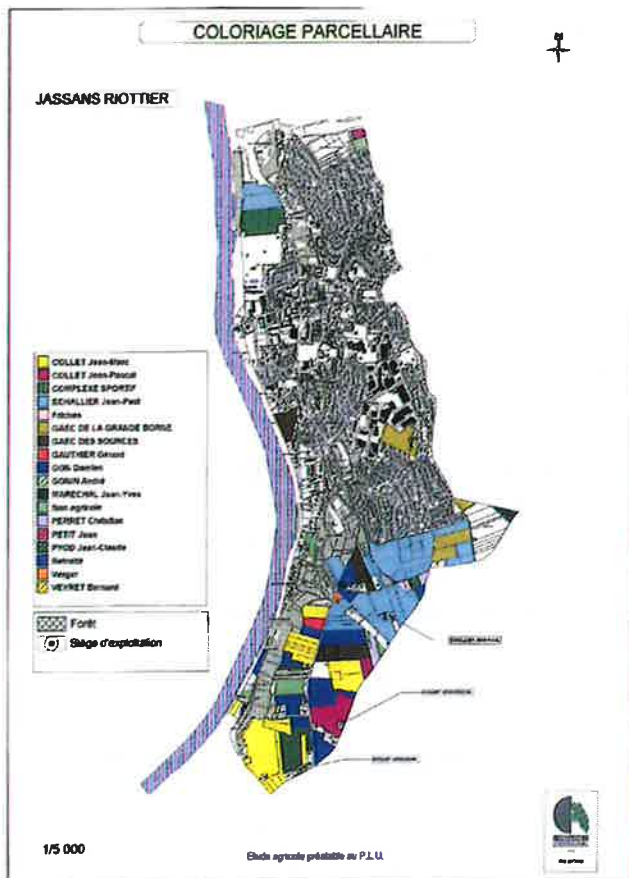 COLORIAGE PARCELLAIRE
N
JASSANS RIOTTIER
COLLET Jean-Marc
COLLET Jean-Pascal
COMPLEXE SPORTIF
ECHALLIER Jean-Paul
Friches
GAEC DE LA GRANDE BORNE
GAEC DES SOURCES
GAUTHIER Gérard
GOIN Damien
GONIN André
MARECHAL Jean-Yves
Non agricole
PERRET Christian
PETIT Jean
PYOD Jean-Claude
Retraite
Verger
VEYRET Bernard
Forêt
Siège d'exploitation
1/5 000
Etude agricole préalable au P.L.U.